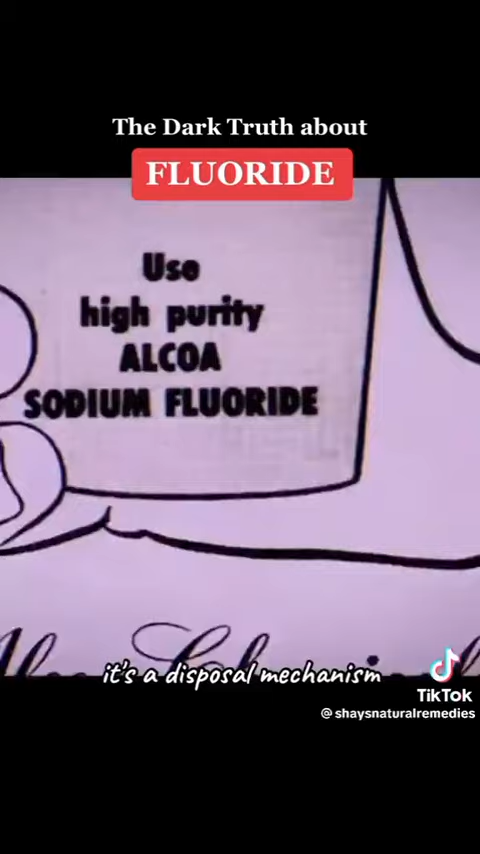 The Dark Truth about
FLUORIDE
Use
high purity
ALCOA
SODIUM FLUORIDE
it's a disposal mechanism
TikTok
@shaysnaturalremedies